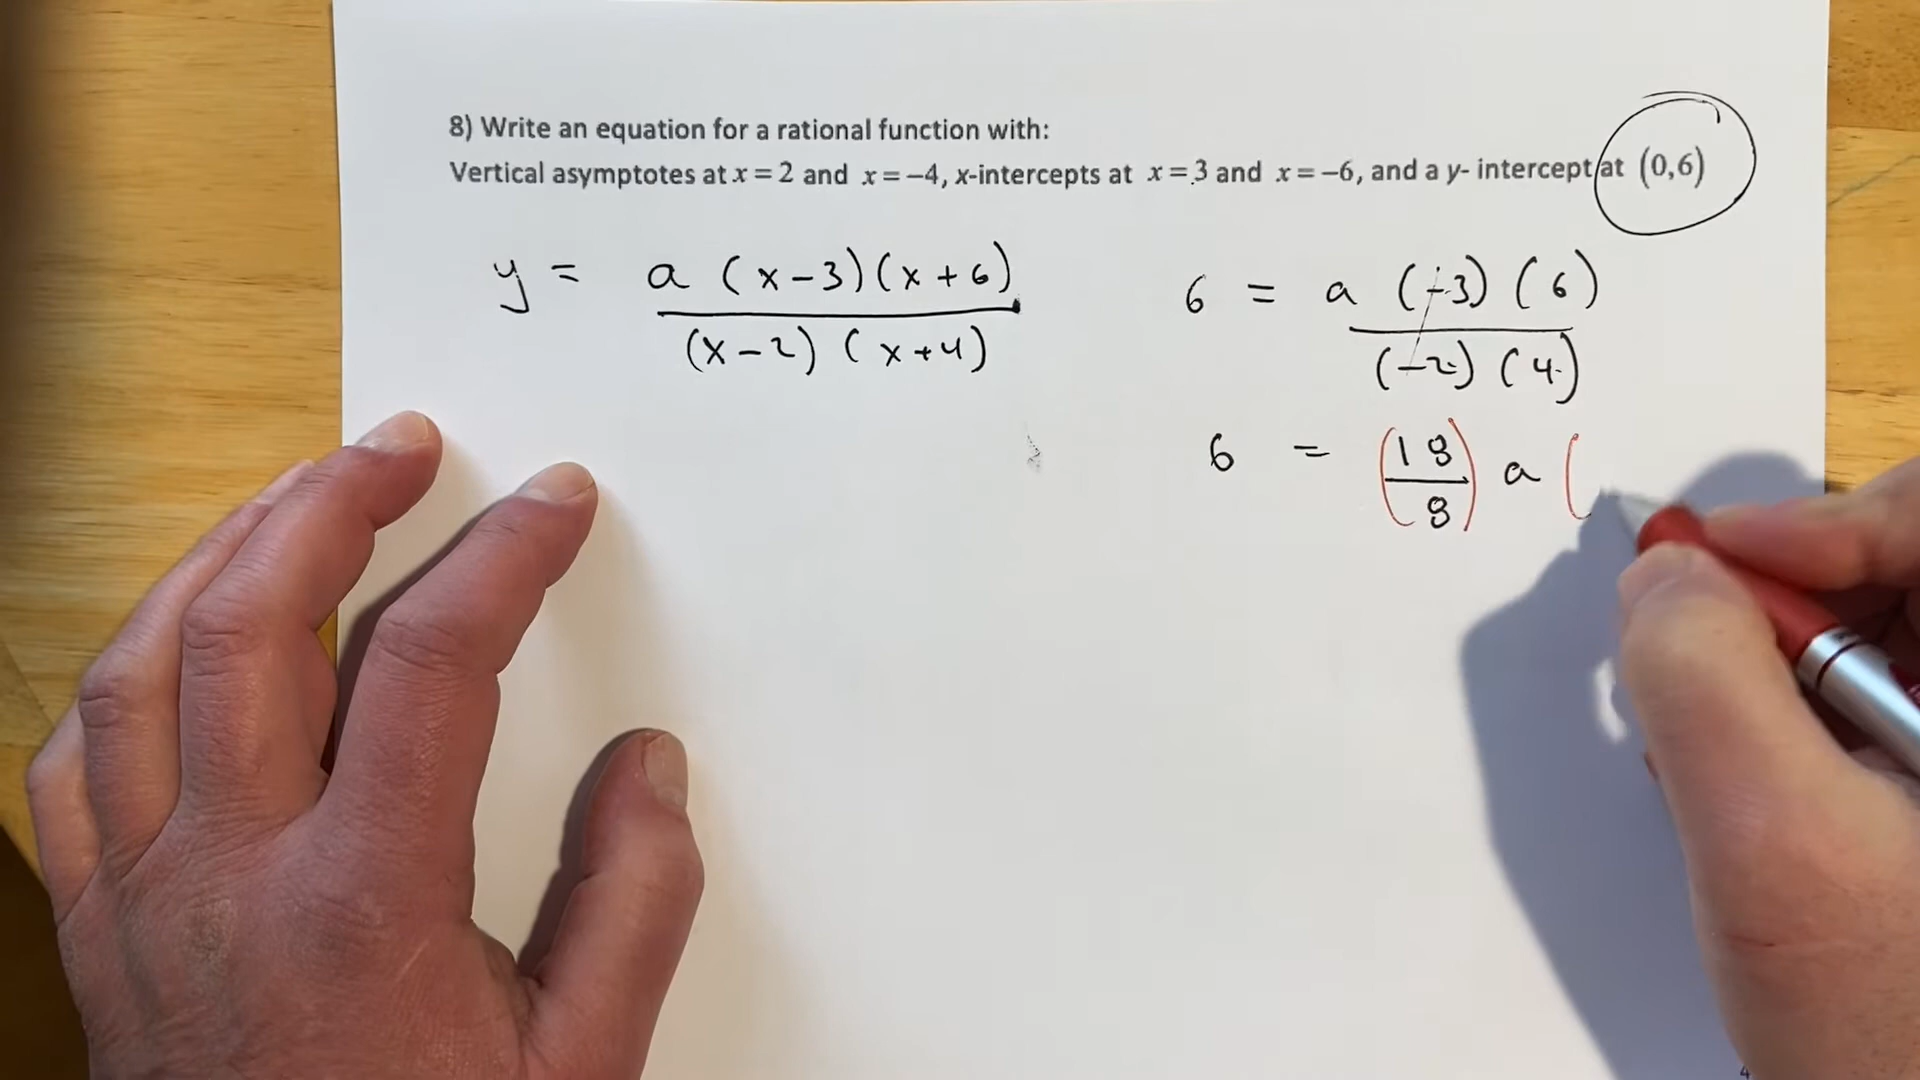 8) Write an equation for a rational function with:
Vertical asymptotes at x = 2 and x = −4, x-intercepts at x = 3 and x = −6, and a y- intercept at (0,6)
y = a (x-3)(x+6)
(x-2) (x+4)
6 = a (-3) (6)
(-2) (4)
6 = (18/8) a (
4